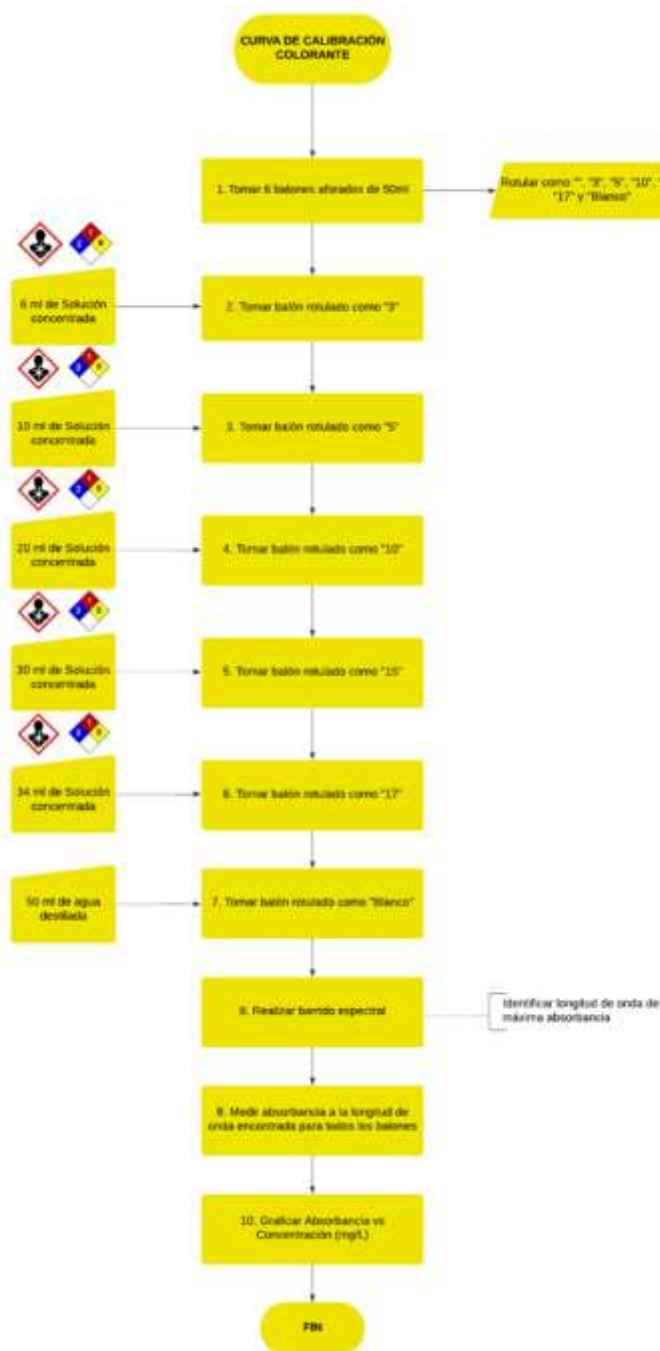 CURVA DE CALIBRACIÓN
COLORANTE
1. Tomar 6 balones aforados de 50ml
Rotular como "", "3", "5", "10",
"17" y "Blanco"
6 ml de Solución
concentrada
2. Tomar balón rotulado como "3"
10 ml de Solución
concentrada
3. Tomar balón rotulado como "5"
20 ml de Solución
concentrada
4. Tomar balón rotulado como "10"
30 ml de Solución
concentrada
5. Tomar balón rotulado como "15"
34 ml de Solución
concentrada
6. Tomar balón rotulado como "17"
50 ml de agua
destilada
7. Tomar balón rotulado como "Blanco"
8. Realizar barrido espectral
Identificar longitud de onda de
máxima absorbancia
9. Medir absorbancia a la longitud de
onda encontrada para todos los balones
10. Graficar Absorbancia vs
Concentración (mg/L)
FIN